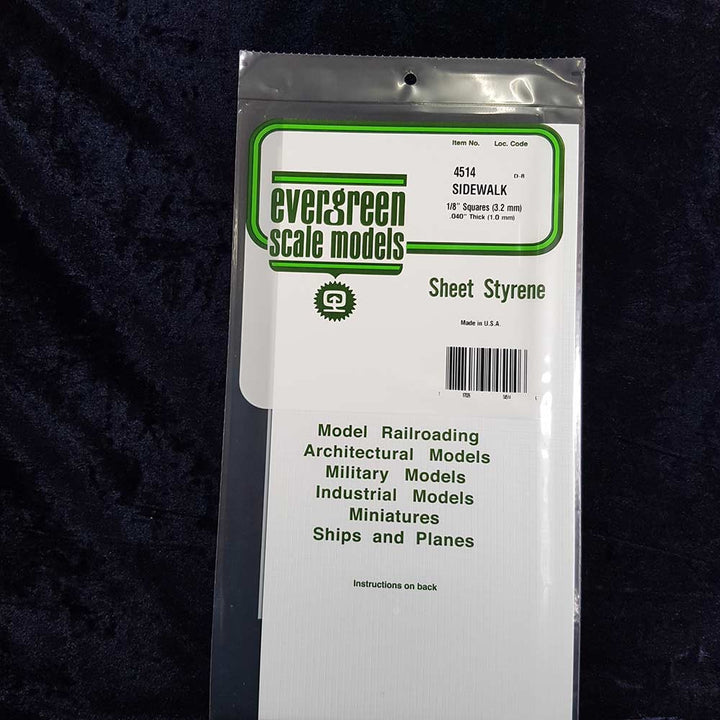 Item No. Loc. Code
4514 D-8
SIDEWALK
1/8" Squares (3.2 mm)
.040" Thick (1.0 mm)
evergreen
scale models
Sheet Styrene
Made in U.S.A.
Model Railroading
Architectural Models
Military Models
Industrial Models
Miniatures
Ships and Planes
Instructions on back